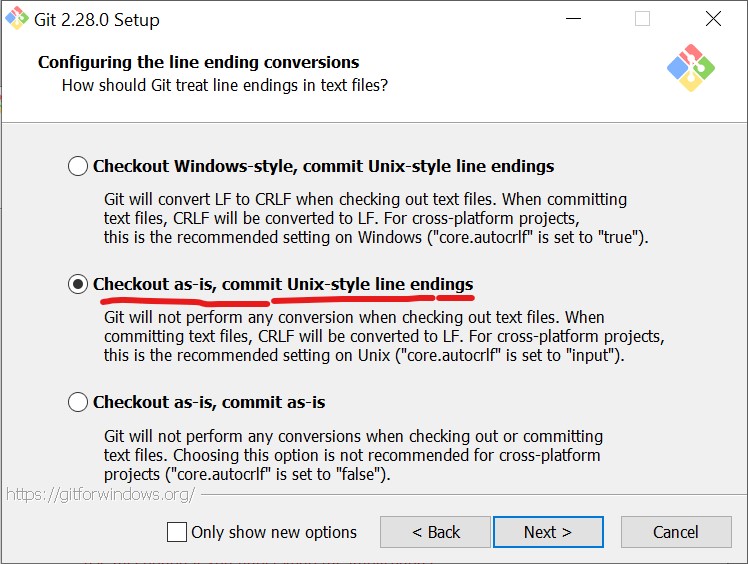 Git 2.28.0 Setup
Configuring the line ending conversions
How should Git treat line endings in text files?
Checkout Windows-style, commit Unix-style line endings
Git will convert LF to CRLF when checking out text files. When committing
text files, CRLF will be converted to LF. For cross-platform projects,
this is the recommended setting on Windows ("core.autocrlf" is set to "true").
Checkout as-is, commit Unix-style line endings
Git will not perform any conversion when checking out text files. When
committing text files, CRLF will be converted to LF. For cross-platform projects,
this is the recommended setting on Unix ("core.autocrlf" is set to "input").
Checkout as-is, commit as-is
Git will not perform any conversions when checking out or committing
text files. Choosing this option is not recommended for cross-platform
projects ("core.autocrlf" is set to "false").
https://gitforwindows.org/
Only show new options
< Back
Next >
Cancel